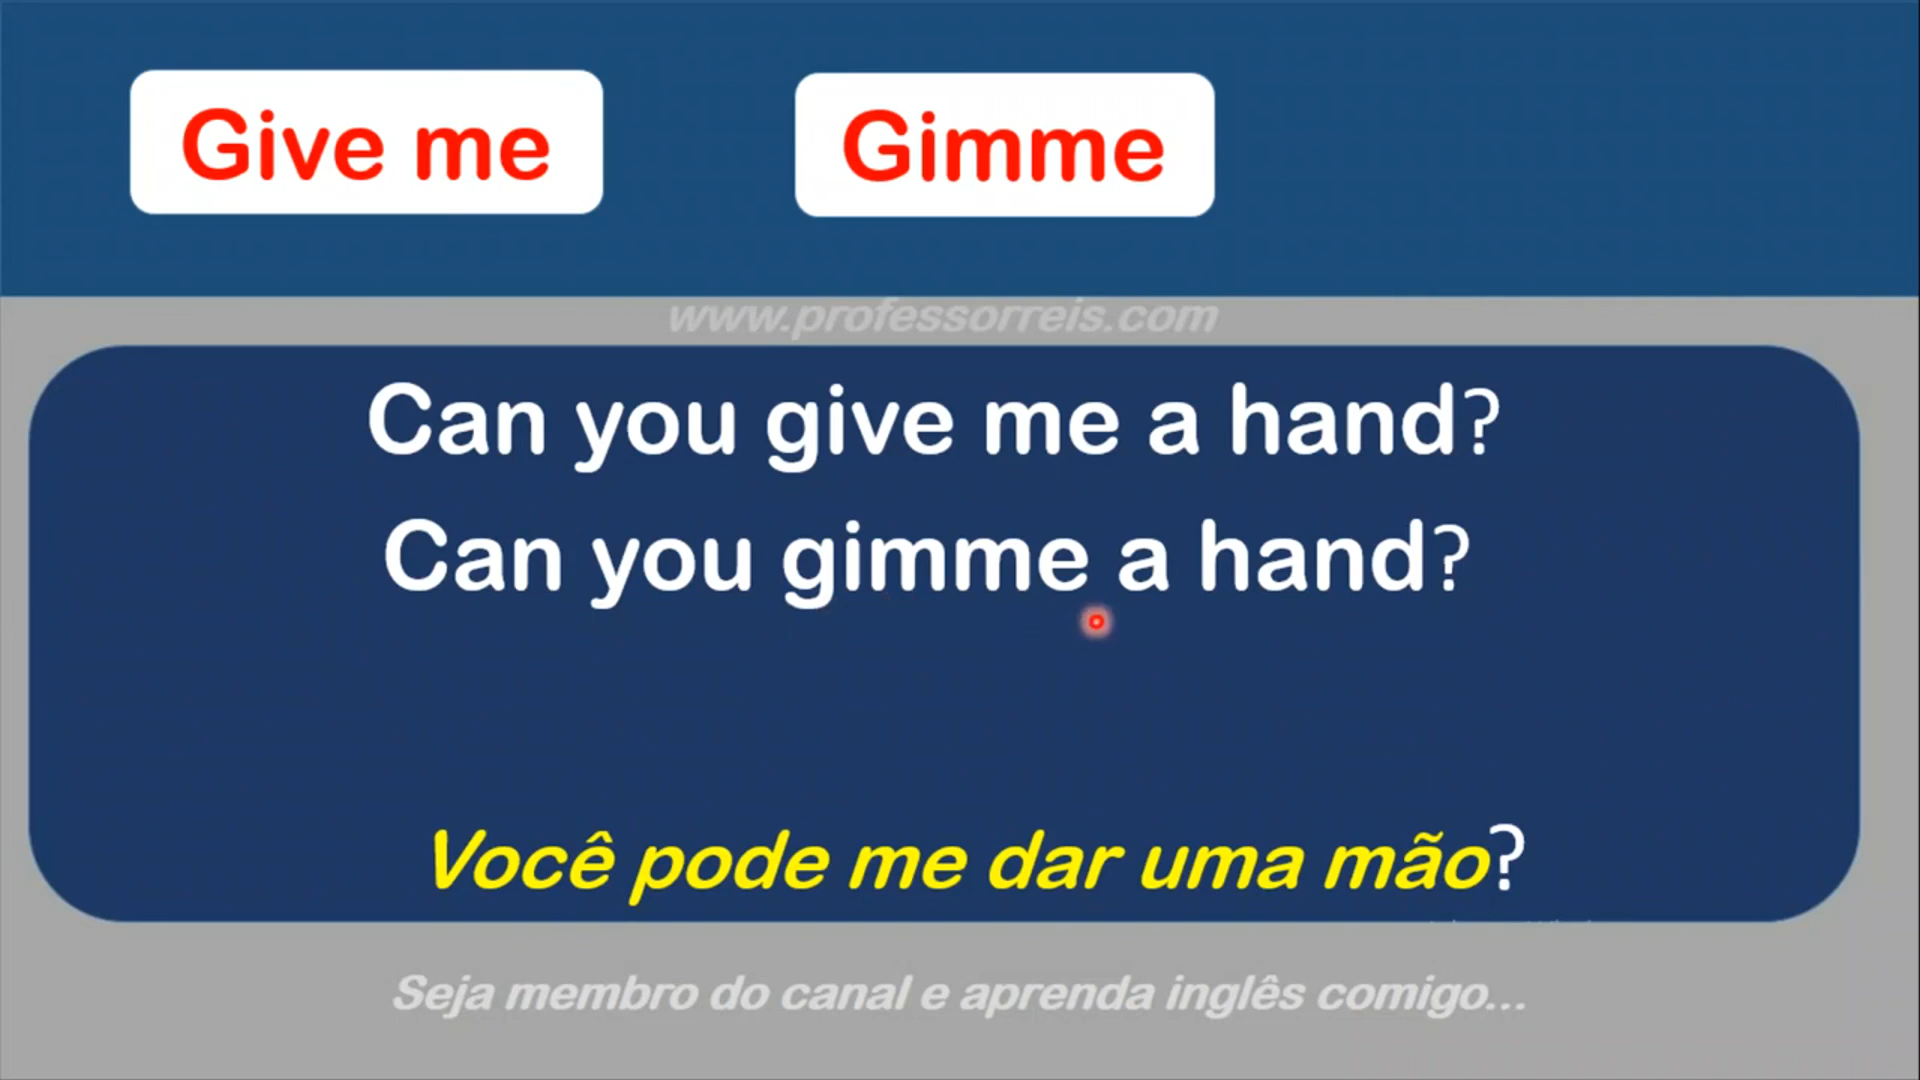 Give me
Gimme
www.professorreis.com
Can you give me a hand?
Can you gimme a hand?
Você pode me dar uma mão?
Seja membro do canal e aprenda inglês comigo...